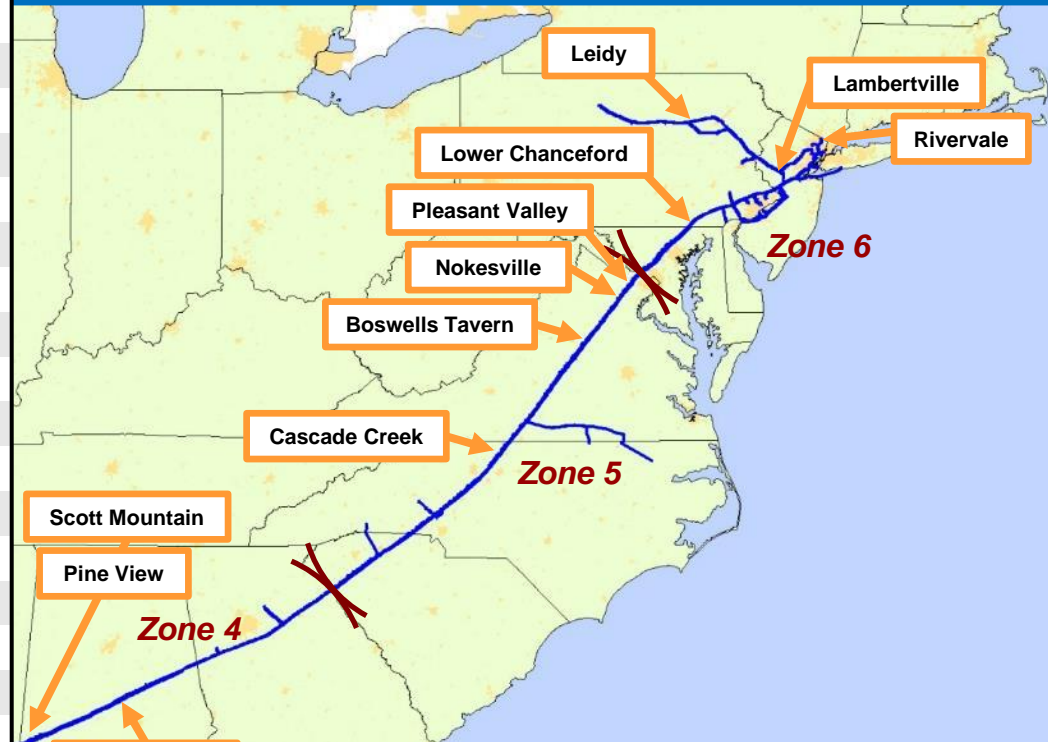 Leidy
Lambertville
Rivervale
Lower Chanceford
Pleasant Valley
Zone 6
Nokesville
Boswells Tavern
Cascade Creek
Zone 5
Scott Mountain
Pine View
Zone 4